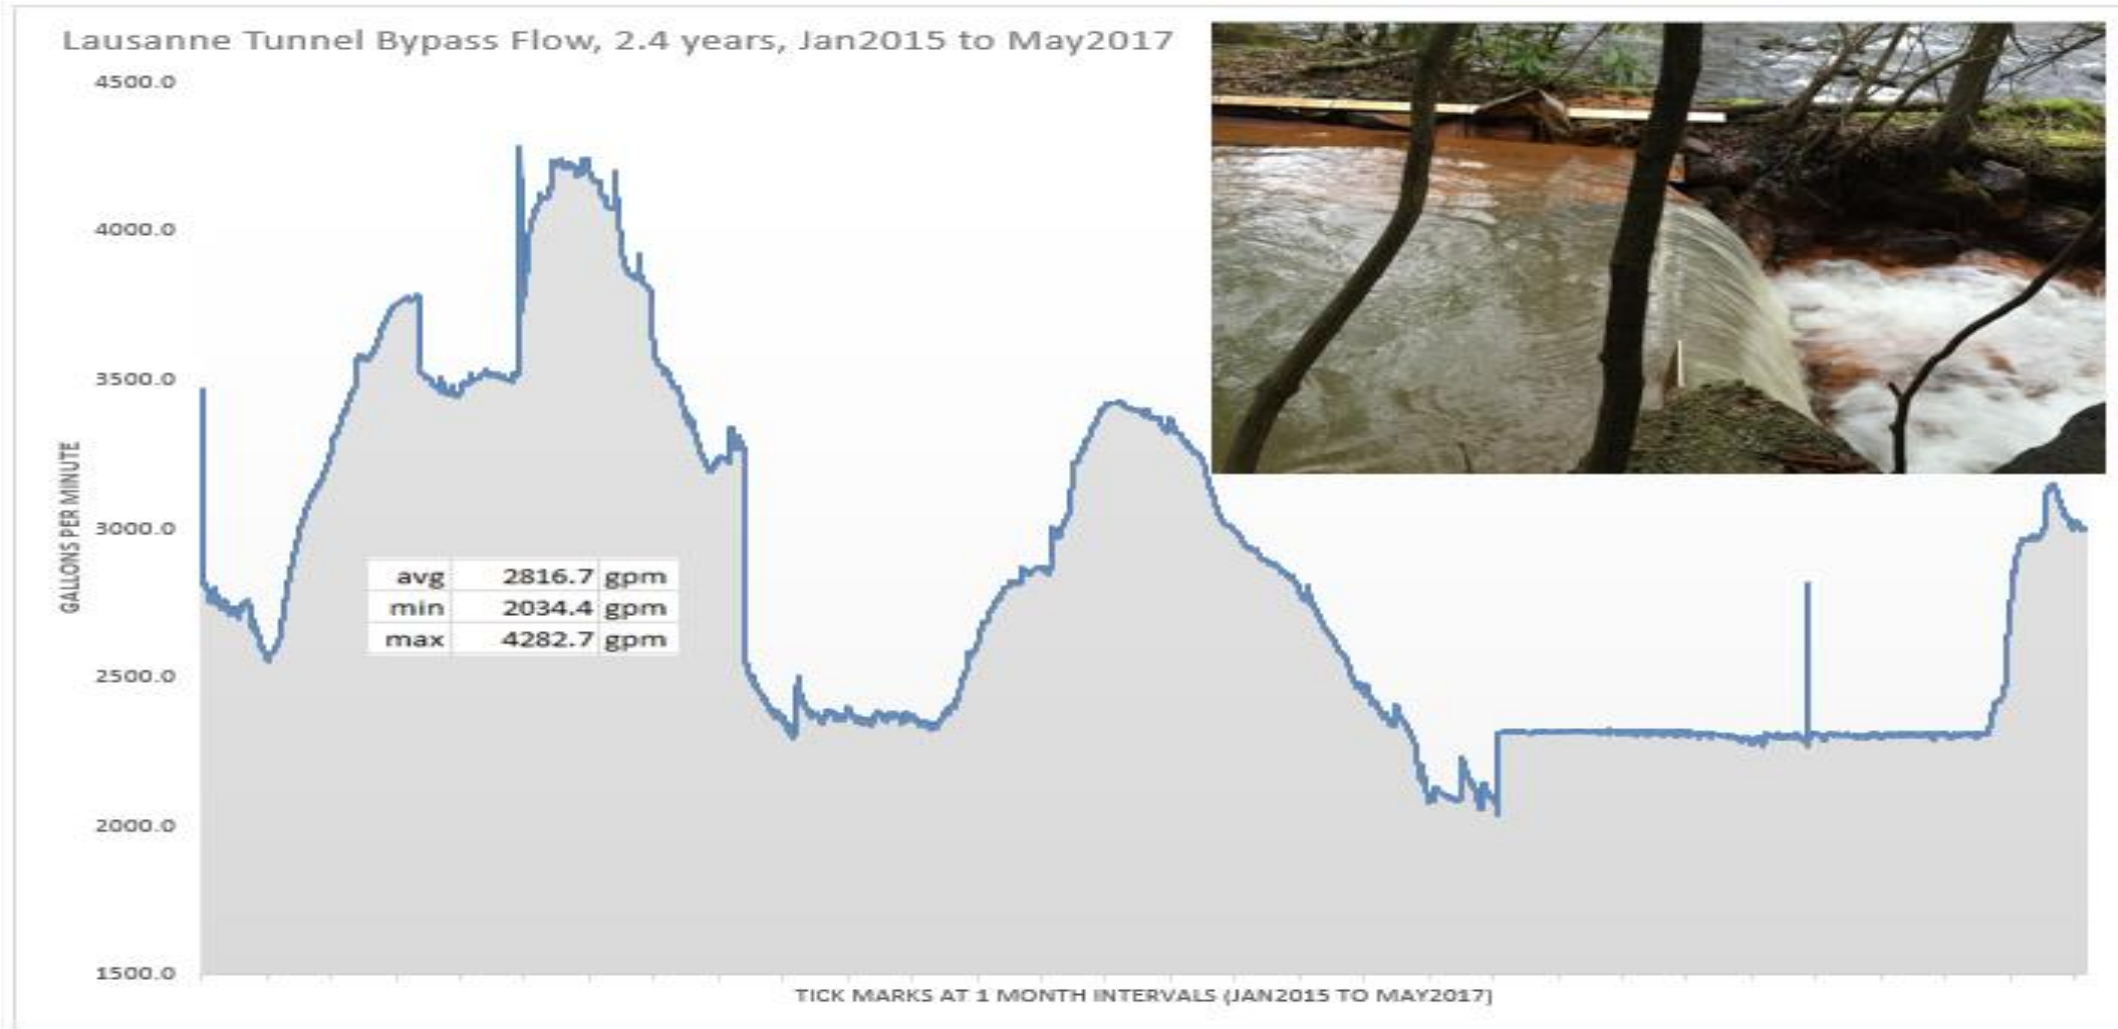 Lausanne Tunnel Bypass Flow, 2.4 years, Jan2015 to May2017
4500.0
4000.0
3500.0
3000.0
2500.0
2000.0
1500.0
GALLONS PER MINUTE
avg 2816.7 gpm
min 2034.4 gpm
max 4282.7 gpm
TICK MARKS AT 1 MONTH INTERVALS (JAN2015 TO MAY2017)